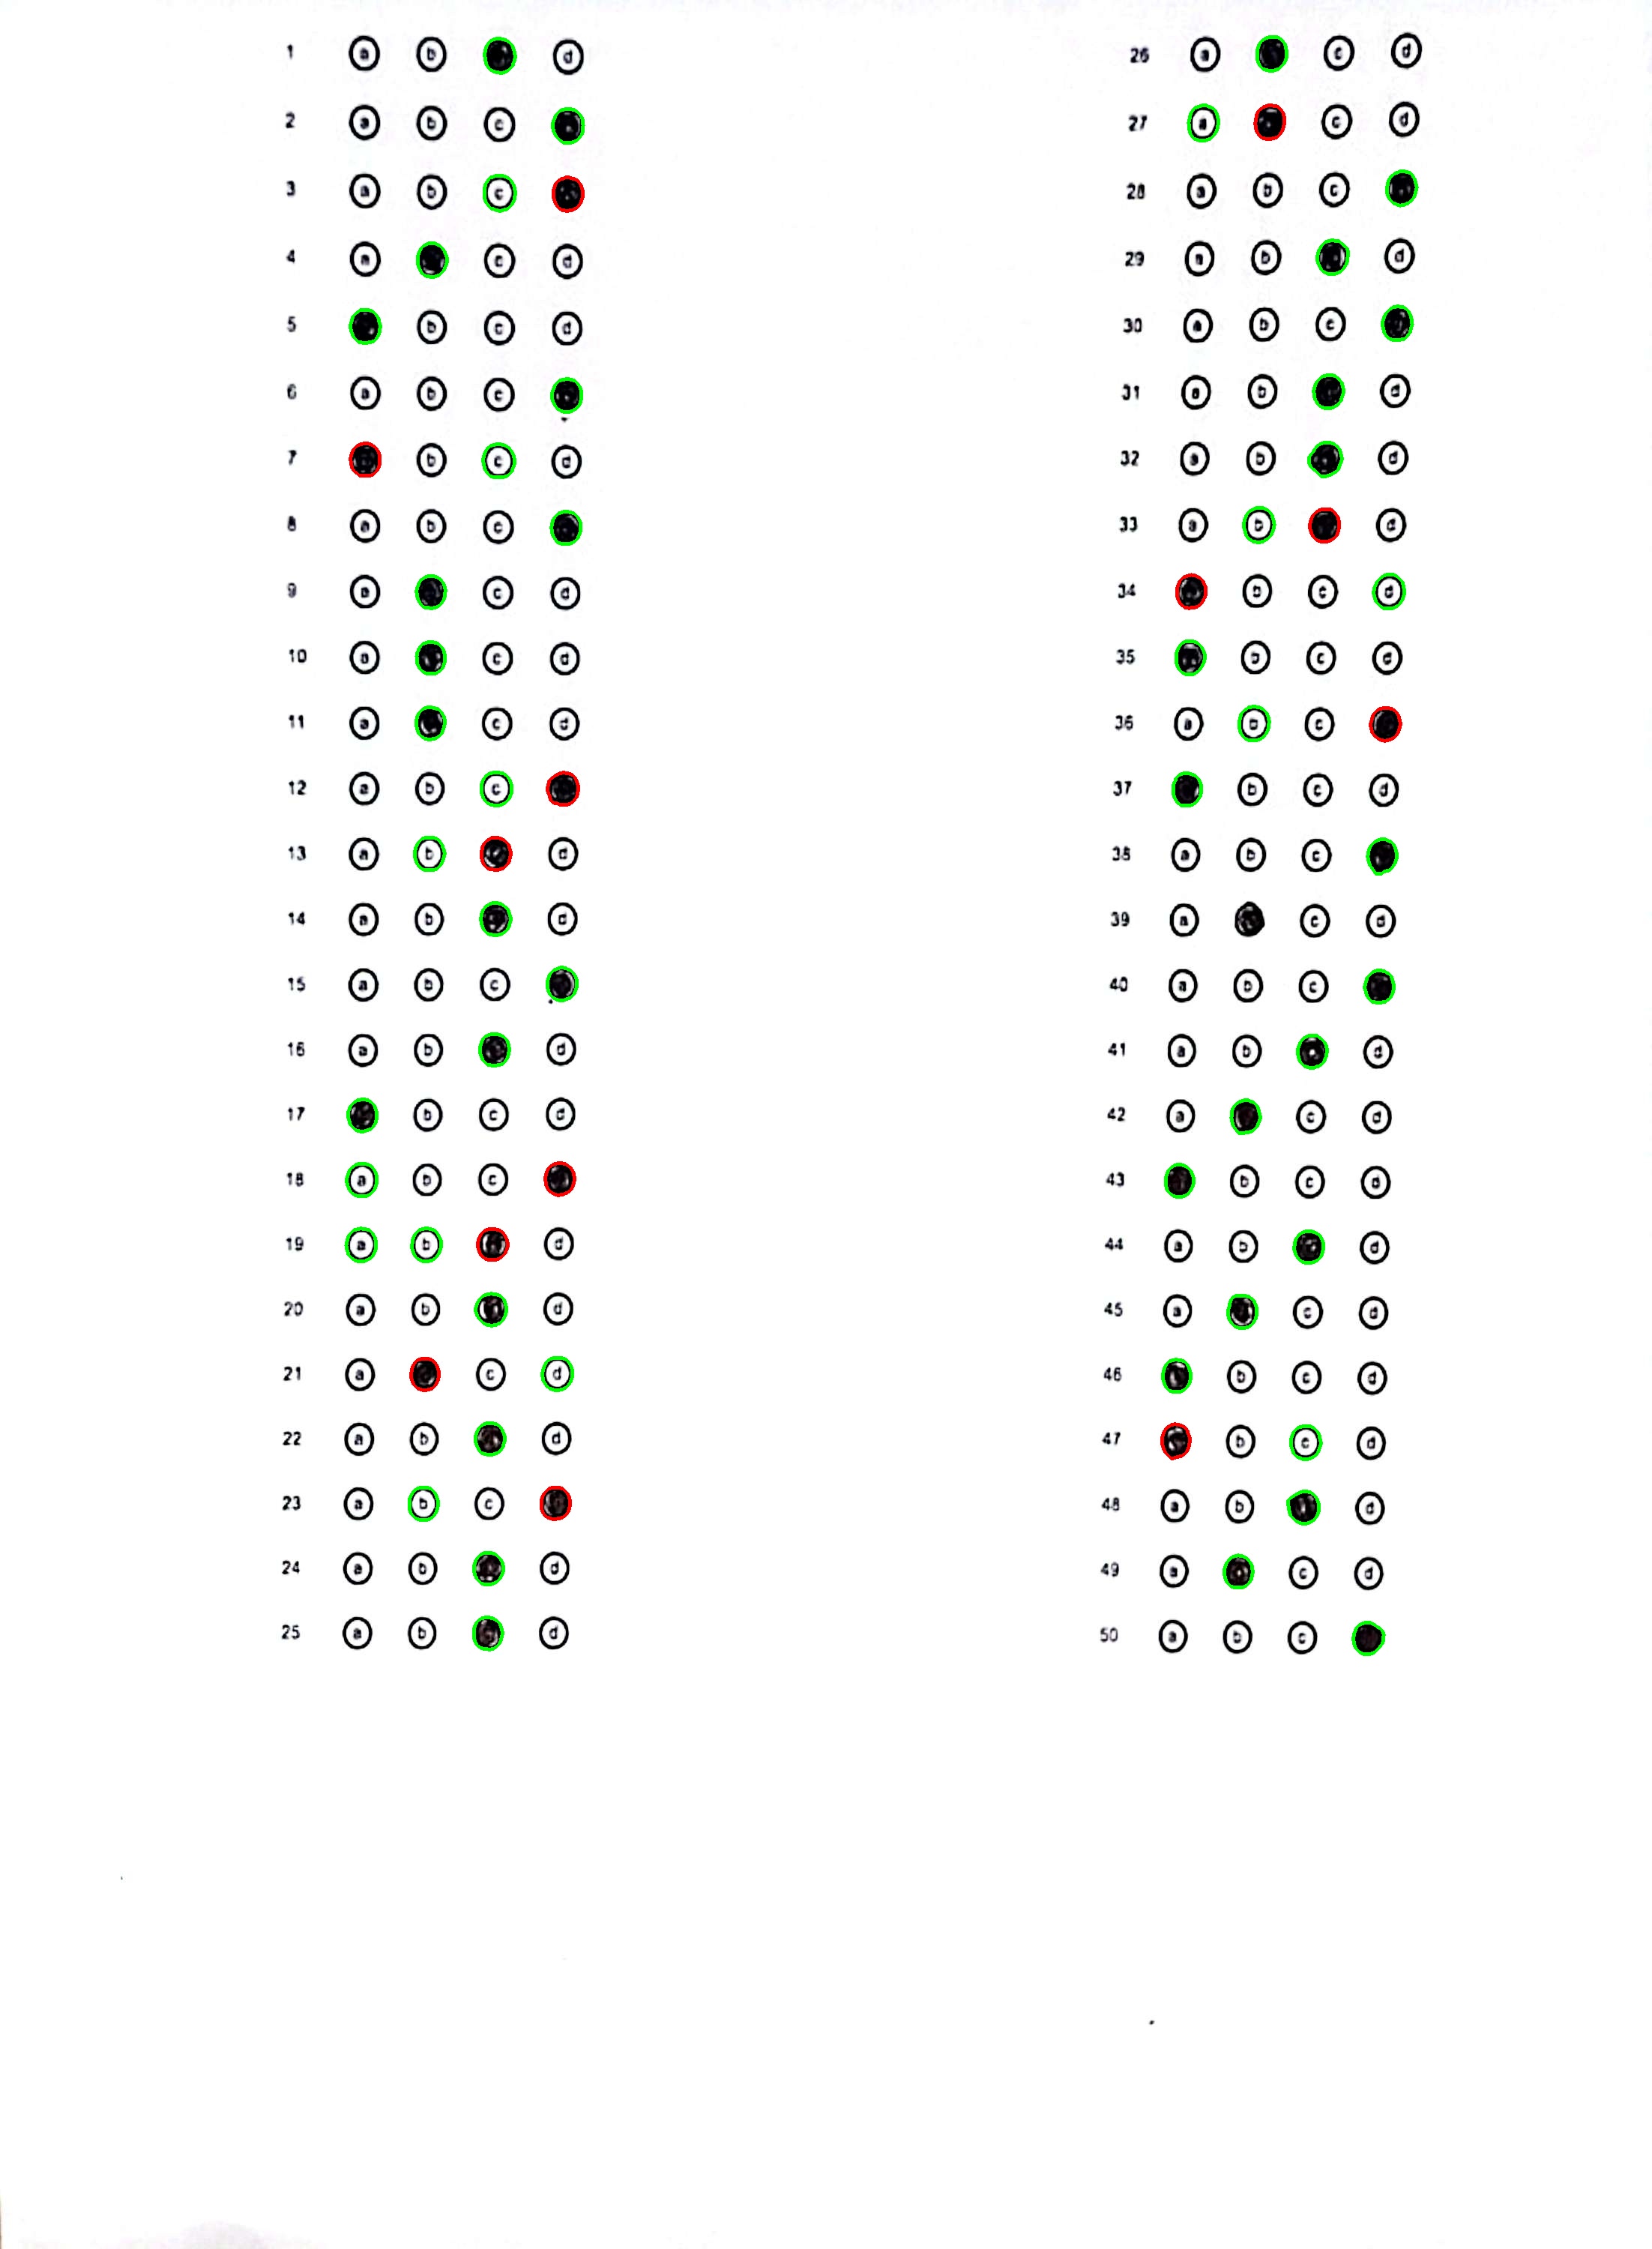 1 a b d
2 a b c
3 a b c
4 a c d
5 b c d
6 a b c
7 b c d
8 a b c
9 a c d
10 a c d
11 a c d
12 a b c
13 a b d
14 a b d
15 a b c
16 a b d
17 b c d
18 a b c
19 a b d
20 a b d
21 a c d
22 a b d
23 a b c
24 a b d
25 a b d
26 a c d
27 a c d
28 a b c
29 a b d
30 a b c
31 a b d
32 a b d
33 a b d
34 b c d
35 b c d
36 a b c
37 b c d
38 a b c
39 a c d
40 a b c
41 a b d
42 a c d
43 b c d
44 a b d
45 a c d
46 b c d
47 b c d
48 a b d
49 a c d
50 a b c